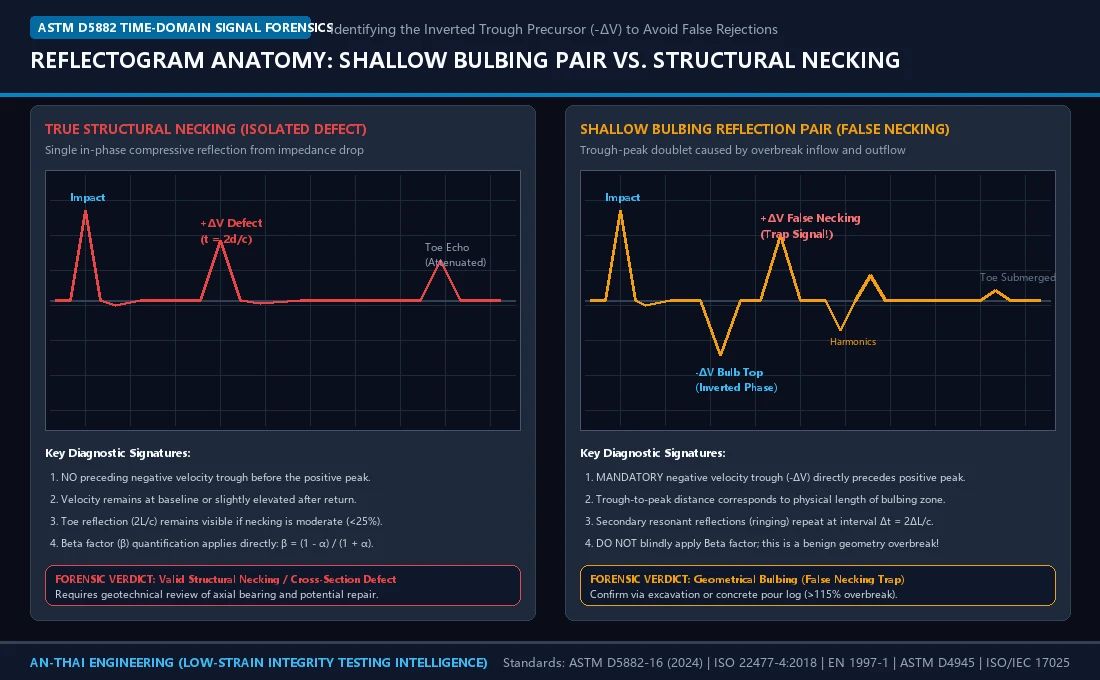 ASTM D5882 TIME-DOMAIN SIGNAL FORENSICS
Identifying the Inverted Trough Precursor (-ΔV) to Avoid False Rejections
REFLECTOGRAM ANATOMY: SHALLOW BULBING PAIR VS. STRUCTURAL NECKING
TRUE STRUCTURAL NECKING (ISOLATED DEFECT)
Single in-phase compressive reflection from impedance drop
Impact
+ΔV Defect
(t = 2d/c)
Toe Echo
(Attenuated)
Key Diagnostic Signatures:
1. NO preceding negative velocity trough before the positive peak.
2. Velocity remains at baseline or slightly elevated after return.
3. Toe reflection (2L/c) remains visible if necking is moderate (<25%).
4. Beta factor (β) quantification applies directly: β = (1 - α) / (1 + α).
FORENSIC VERDICT: Valid Structural Necking / Cross-Section Defect
Requires geotechnical review of axial bearing and potential repair.
SHALLOW BULBING REFLECTION PAIR (FALSE NECKING)
Trough-peak doublet caused by overbreak inflow and outflow
Impact
+ΔV False Necking
(Trap Signal!)
Toe Submerged
Harmonics
-ΔV Bulb Top
(Inverted Phase)
Key Diagnostic Signatures:
1. MANDATORY negative velocity trough (-ΔV) directly precedes positive peak.
2. Trough-to-peak distance corresponds to physical length of bulbing zone.
3. Secondary resonant reflections (ringing) repeat at interval Δt = 2ΔL/c.
4. DO NOT blindly apply Beta factor; this is a benign geometry overbreak!
FORENSIC VERDICT: Geometrical Bulbing (False Necking Trap)
Confirm via excavation or concrete pour log (>115% overbreak).
AN-THAI ENGINEERING (LOW-STRAIN INTEGRITY TESTING INTELLIGENCE)
Standards: ASTM D5882-16 (2024) | ISO 22477-4:2018 | EN 1997-1 | ASTM D4945 | ISO/IEC 17025